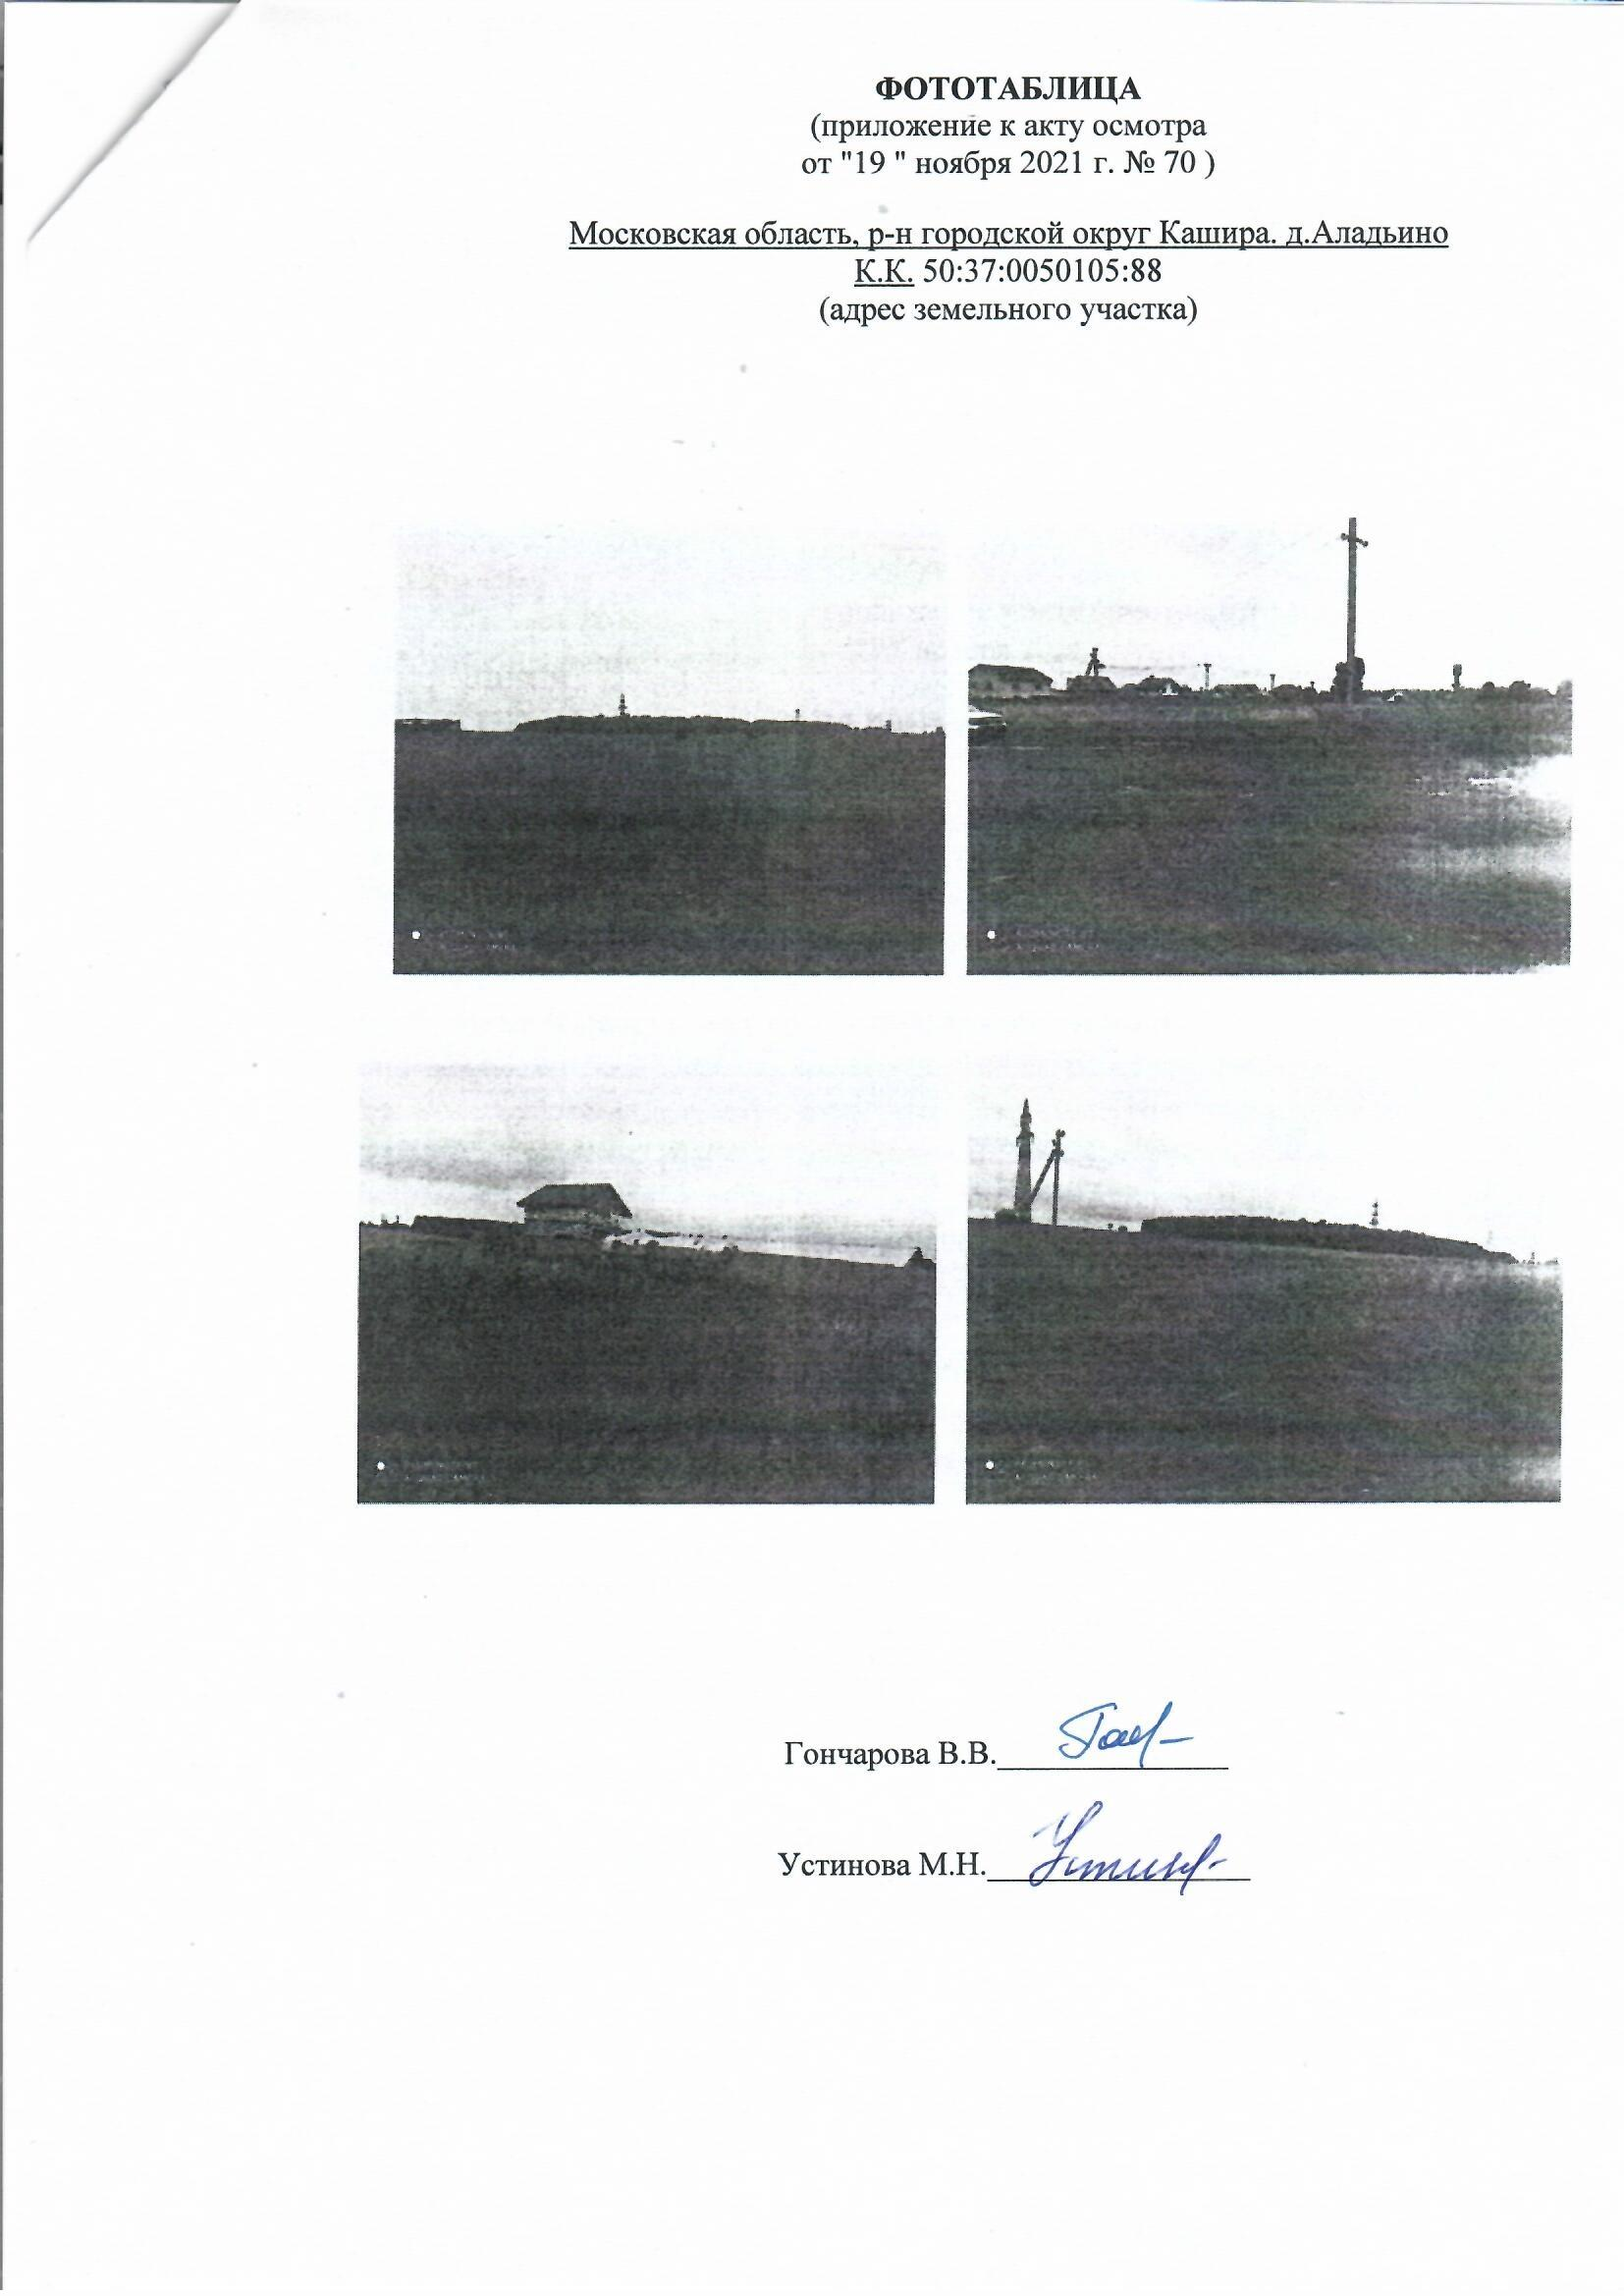 ФОТОТАБЛИЦА
(приложение к акту осмотра
от "19 " ноября 2021 г. № 70 )
Московская область, р-н городской округ Кашира. д.Аладьино
К.К. 50:37:0050105:88
(адрес земельного участка)
Гончарова В.В.
Устинова М.Н.